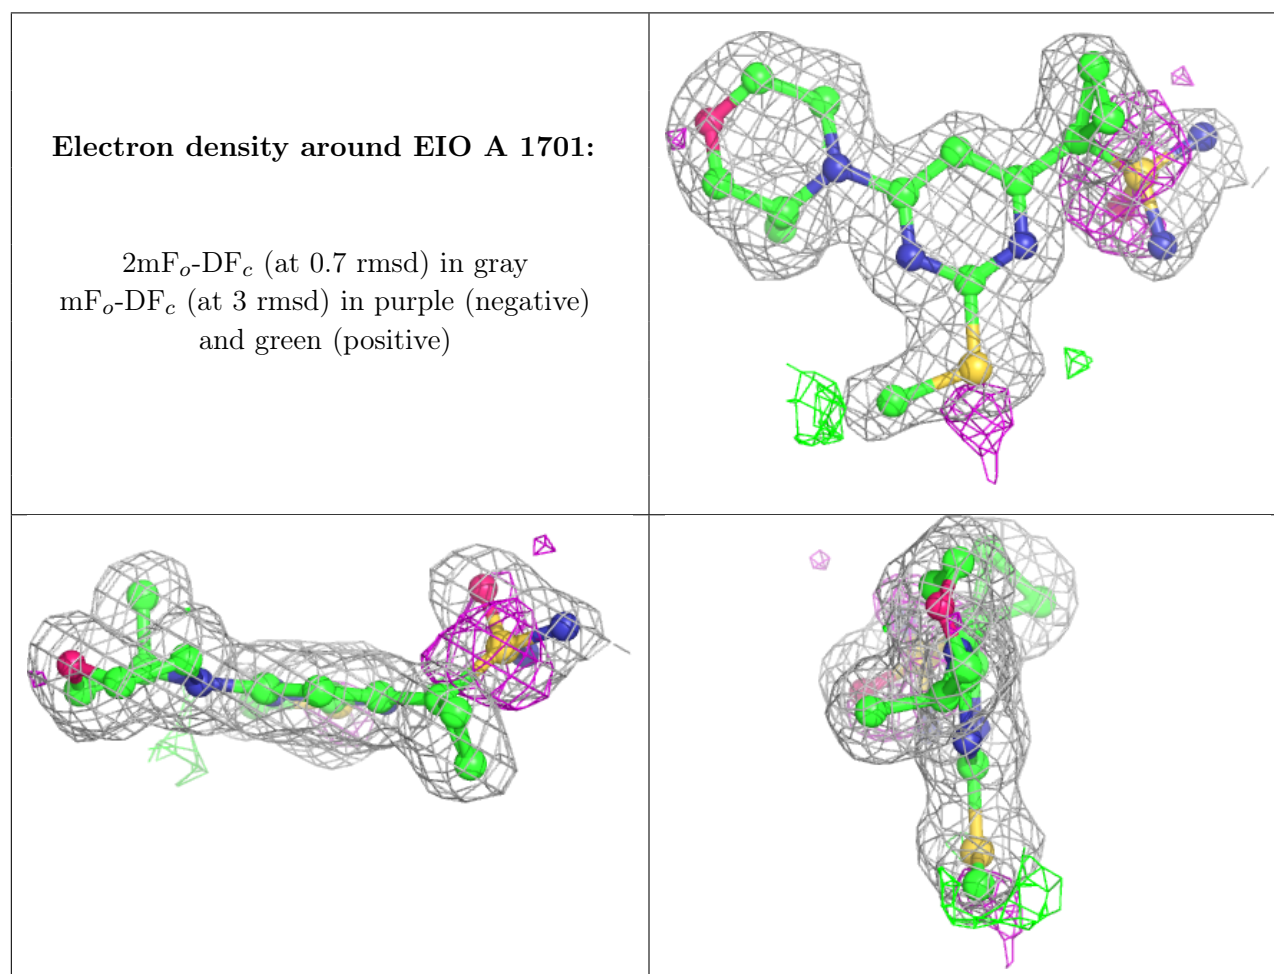 Electron density around EIO A 1701:
2mFo-DFc (at 0.7 rmsd) in gray
mFo-DFc (at 3 rmsd) in purple (negative)
and green (positive)